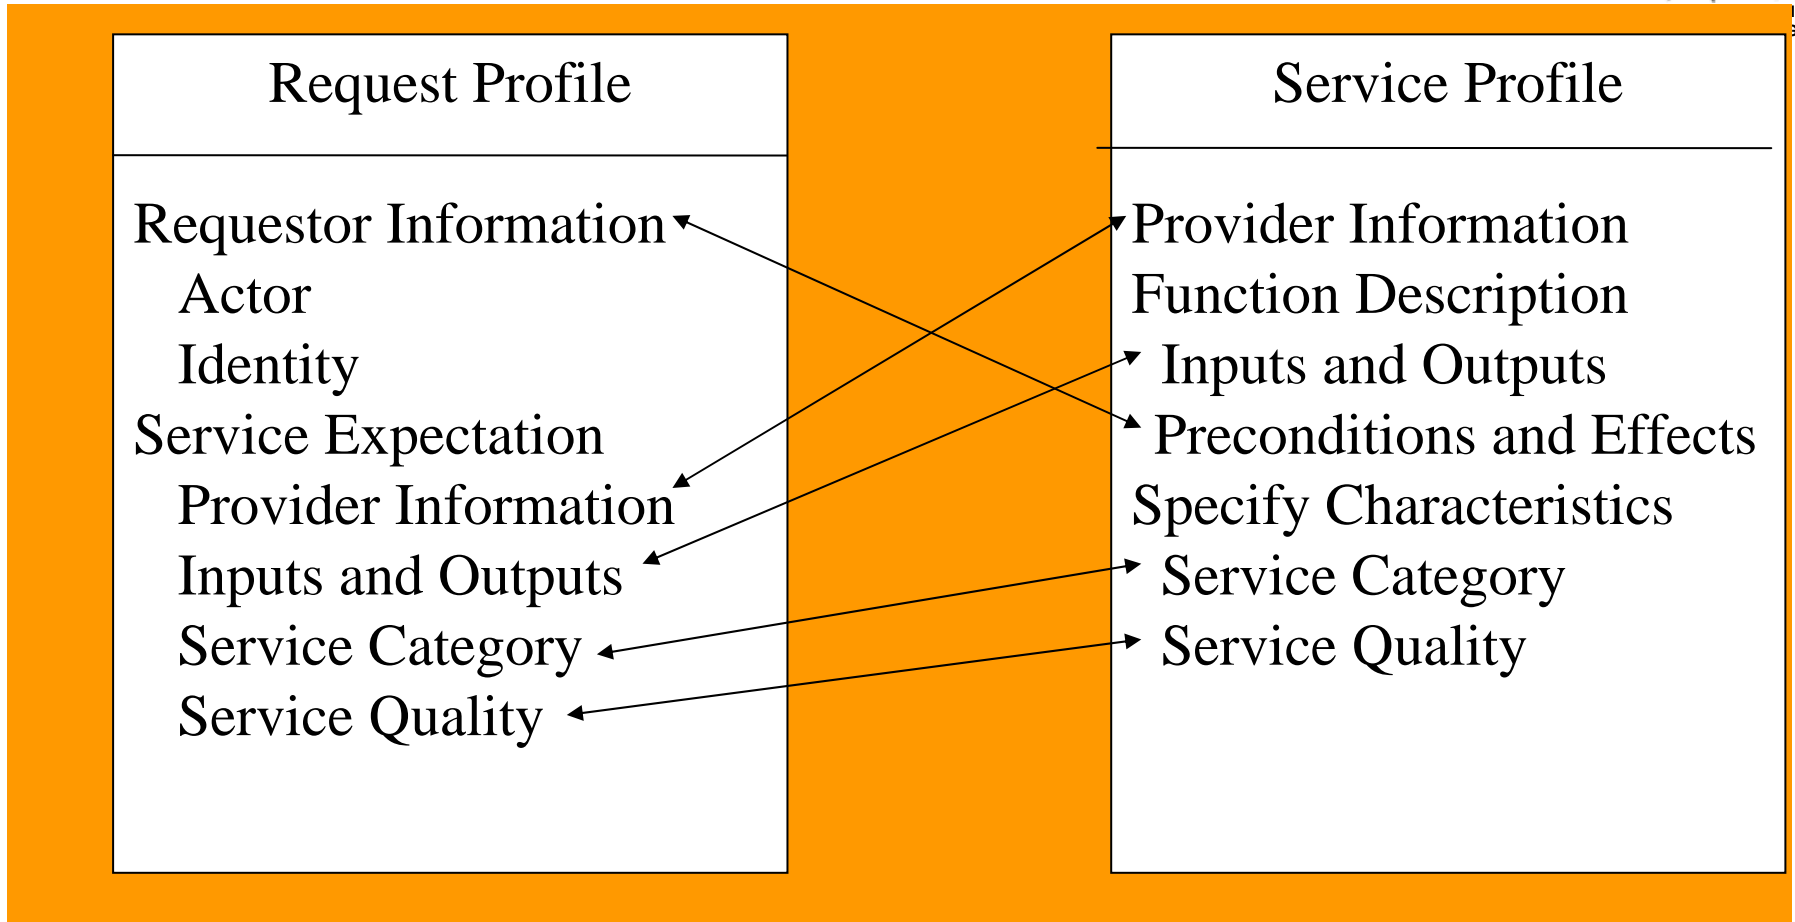 Request Profile
Requestor Information
Actor
Identity
Service Expectation
Provider Information
Inputs and Outputs
Service Category
Service Quality
Service Profile
Provider Information
Function Description
Inputs and Outputs
Preconditions and Effects
Specify Characteristics
Service Category
Service Quality